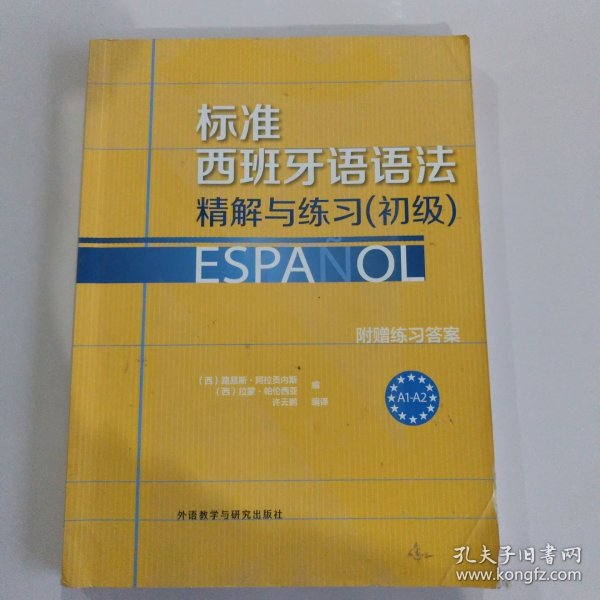 标准
西班牙语语法
精解与练习(初级)
ESPAÑOL
附赠练习答案
(西)路易斯·阿拉贡内斯 编
(西)拉蒙·帕伦西亚
许云鹏 编译
A1-A2
外语教学与研究出版社
孔夫子旧书网
www.kongfz.com